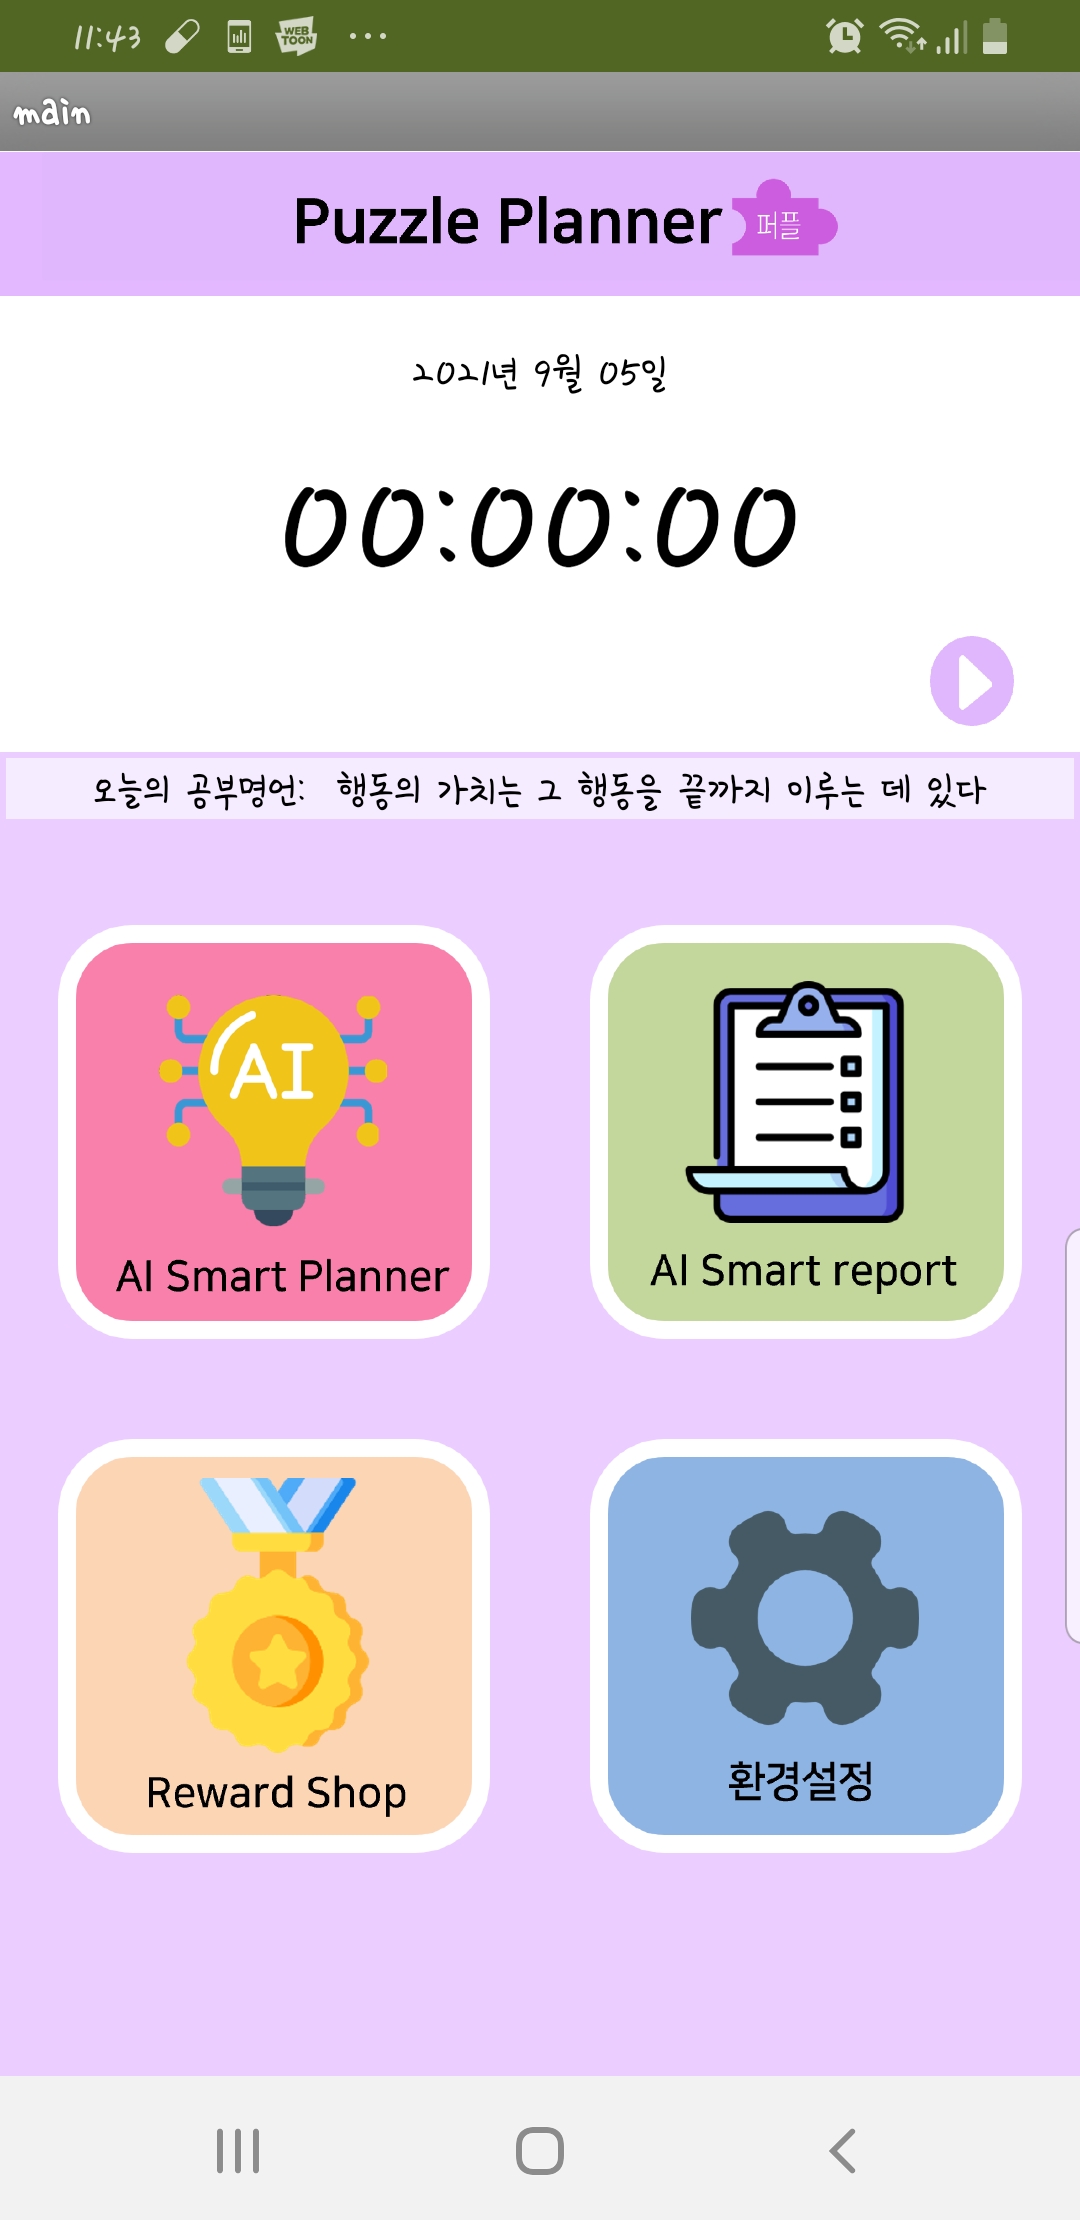 11:43
WEB
TOON
main
Puzzle Planner 퍼플
2021년 9월 05일
00:00:00
오늘의 공부명언: 행동의 가치는 그 행동을 끝까지 이루는 데 있다
AI
AI Smart Planner
AI Smart report
Reward Shop
환경설정